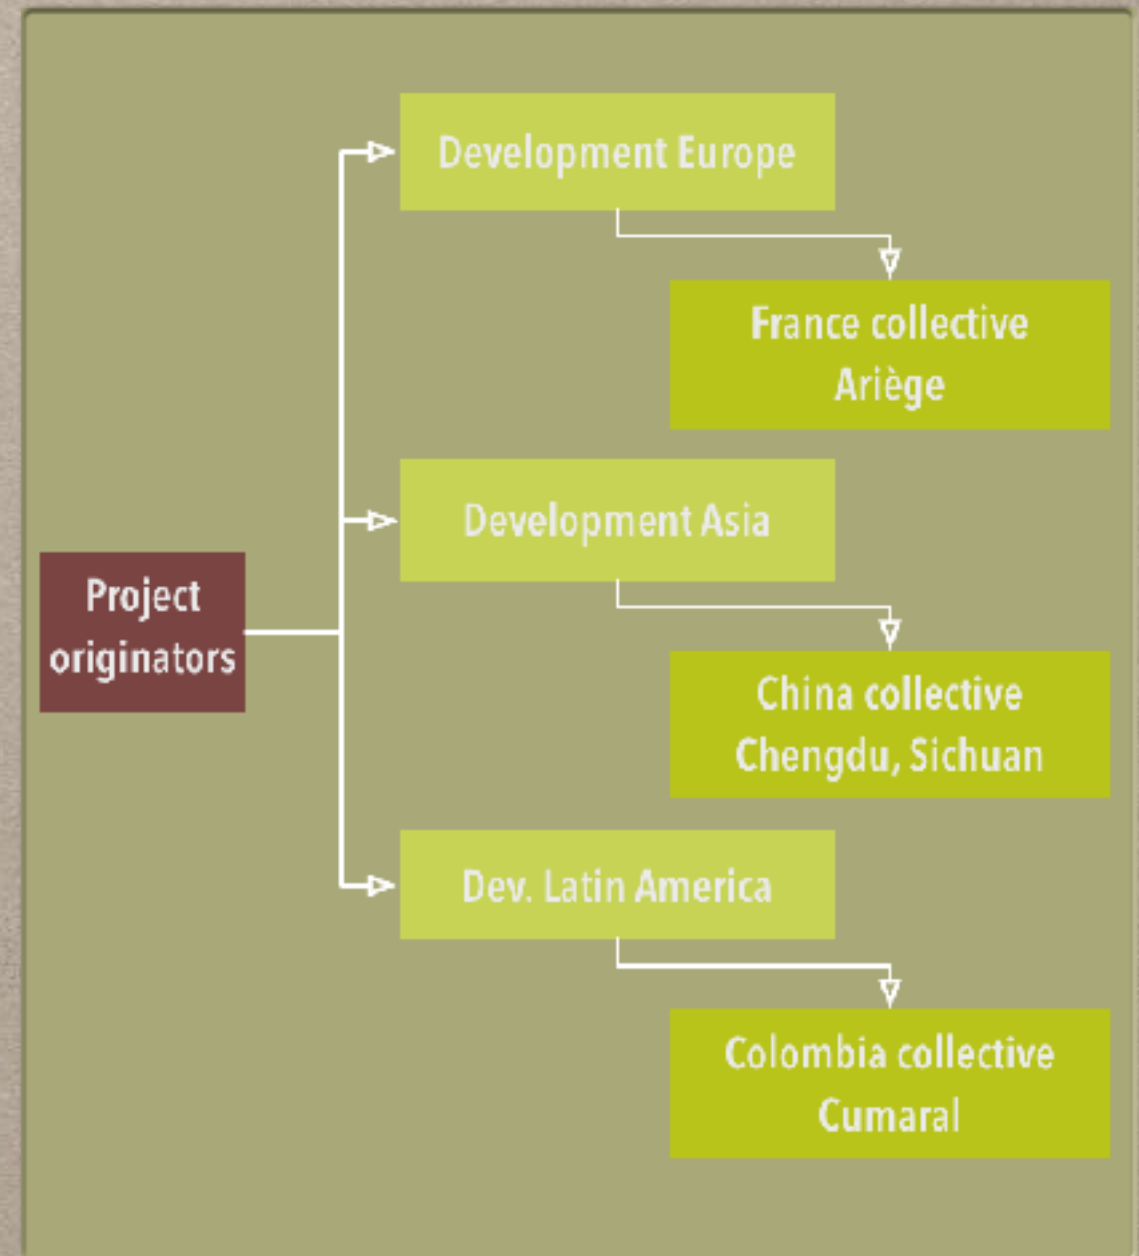 Development Europe
France collective
Ariège
Development Asia
Project
originators
China collective
Chengdu, Sichuan
Dev. Latin America
Colombia collective
Cumaral